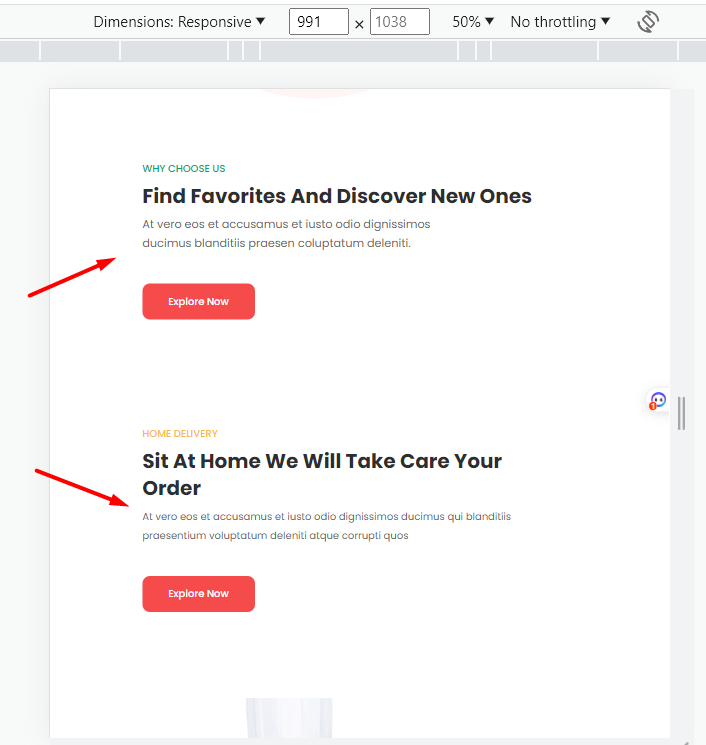 Dimensions: Responsive ▼ 991 × 1038 50% ▼ No throttling ▼
WHY CHOOSE US
Find Favorites And Discover New Ones
At vero eos et accusamus et iusto odio dignissimos
ducimus blanditiis praesen coluptatum deleniti.
Explore Now
1
HOME DELIVERY
Sit At Home We Will Take Care Your
Order
At vero eos et accusamus et iusto odio dignissimos ducimus qui blanditiis
praesentium voluptatum deleniti atque corrupti quos
Explore Now